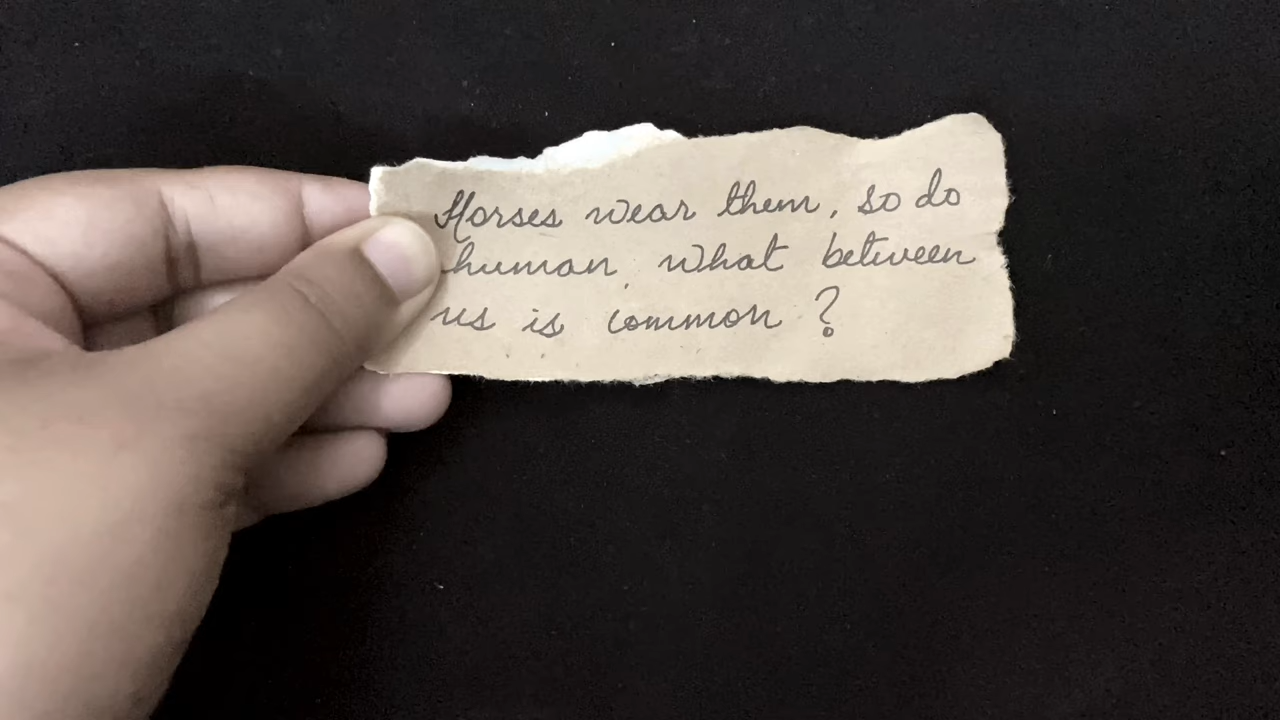 Horses wear them, so do
human, what between
us is common ?